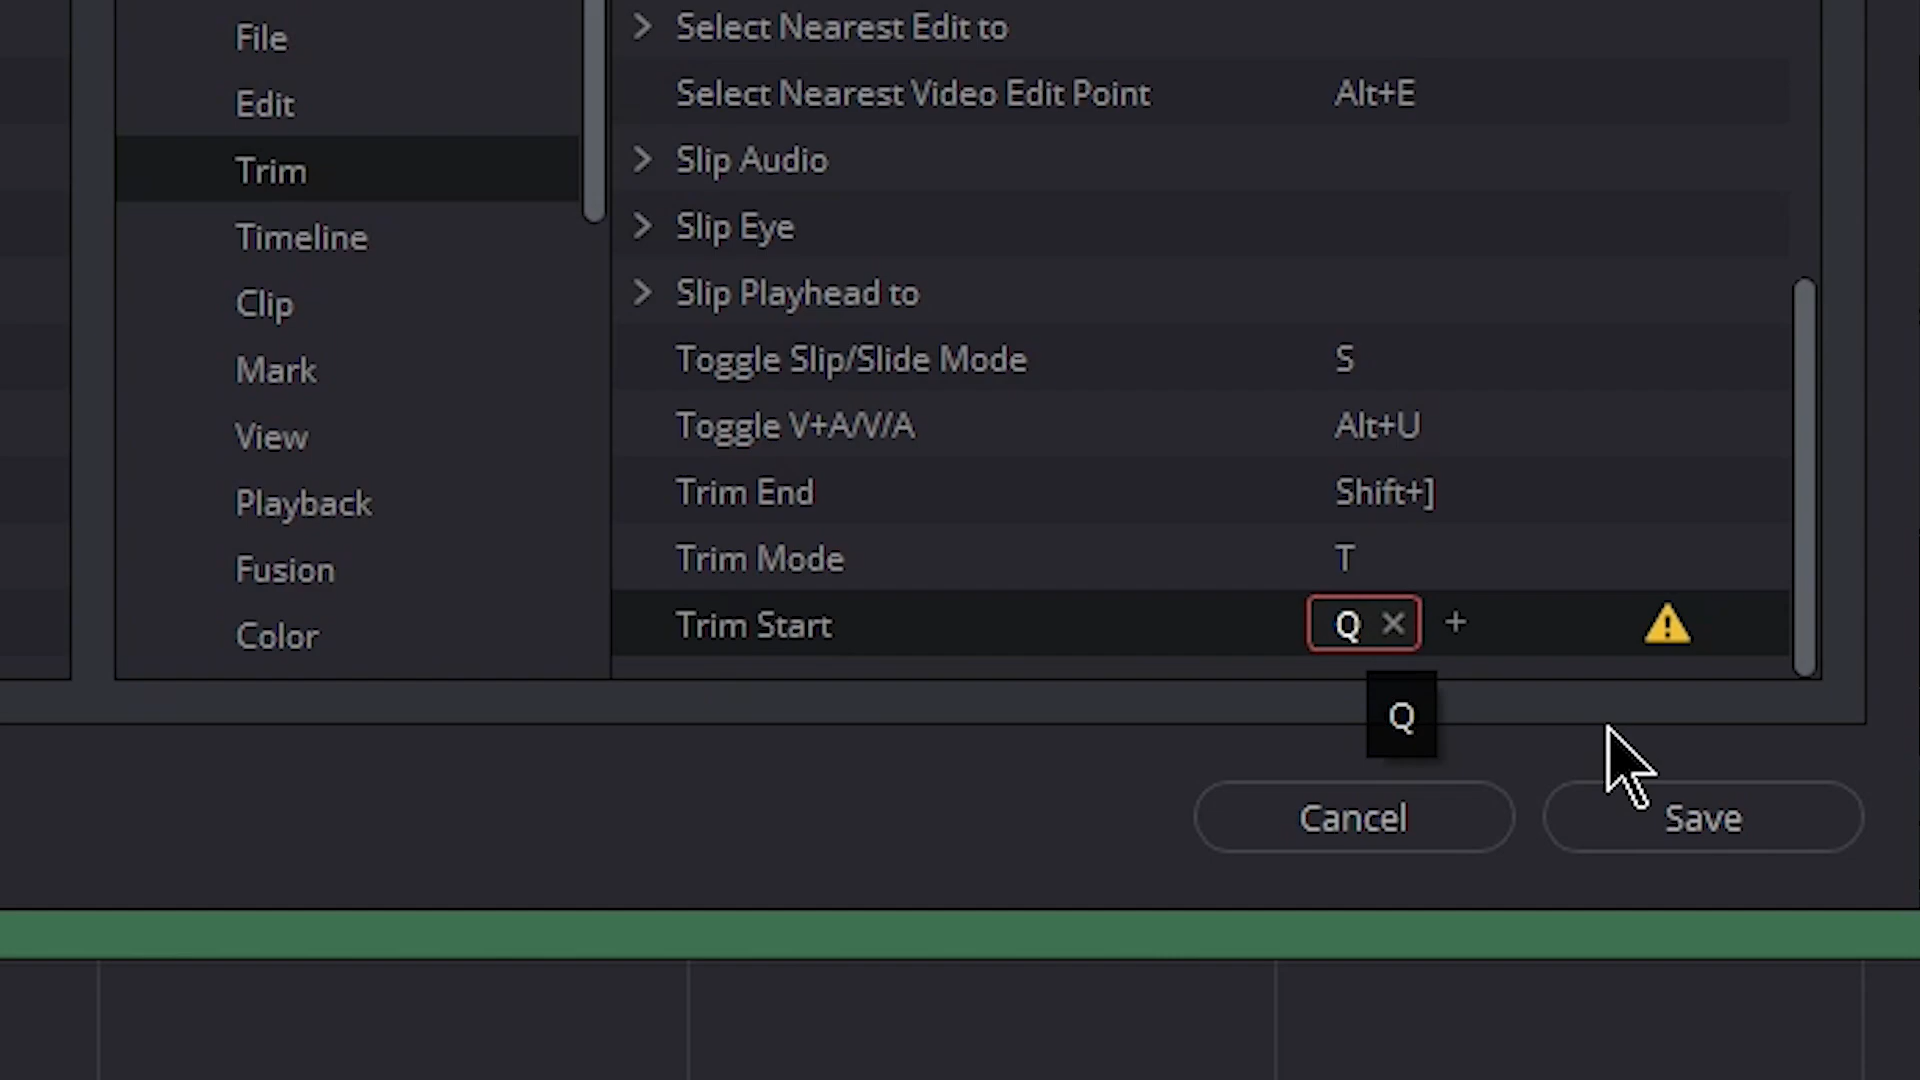 File
Edit
Trim
Timeline
Clip
Mark
View
Playback
Fusion
Color
Select Nearest Edit to
Select Nearest Video Edit Point Alt+E
Slip Audio
Slip Eye
Slip Playhead to
Toggle Slip/Slide Mode S
Toggle V+A/V/A Alt+U
Trim End Shift+]
Trim Mode T
Trim Start Q × +
Q
Cancel Save